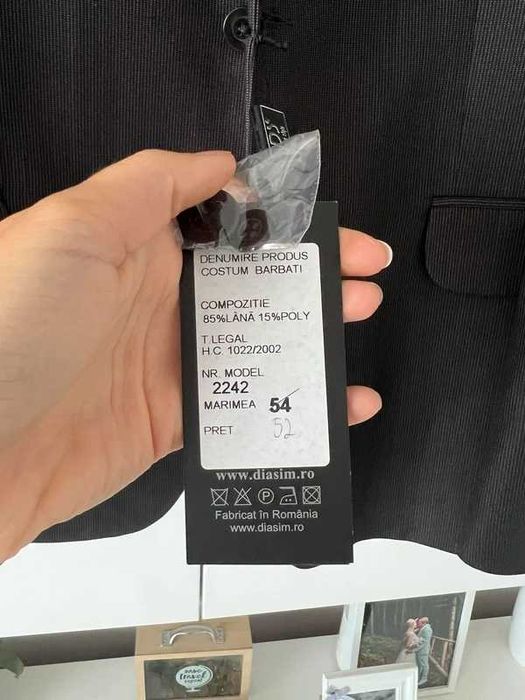 DENUMIRE PRODUS
COSTUM BARBATI
COMPOZITIE
85%LÂNĂ 15%POLY
T.LEGAL
H.C. 1022/2002
NR. MODEL
2242
MARIMEA 54
PRET 52
www.diasim.ro
P
Fabricat în România
www.diasim.ro
travel